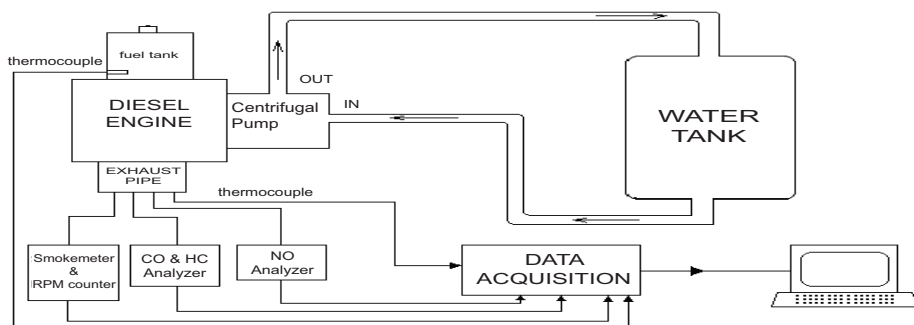 fuel tank
thermocouple
OUT
DIESEL
ENGINE
Centrifugal
Pump
IN
WATER
TANK
EXHAUST
PIPE
thermocouple
Smokemeter
&
RPM counter
CO & HC
Analyzer
NO
Analyzer
DATA
ACQUISITION